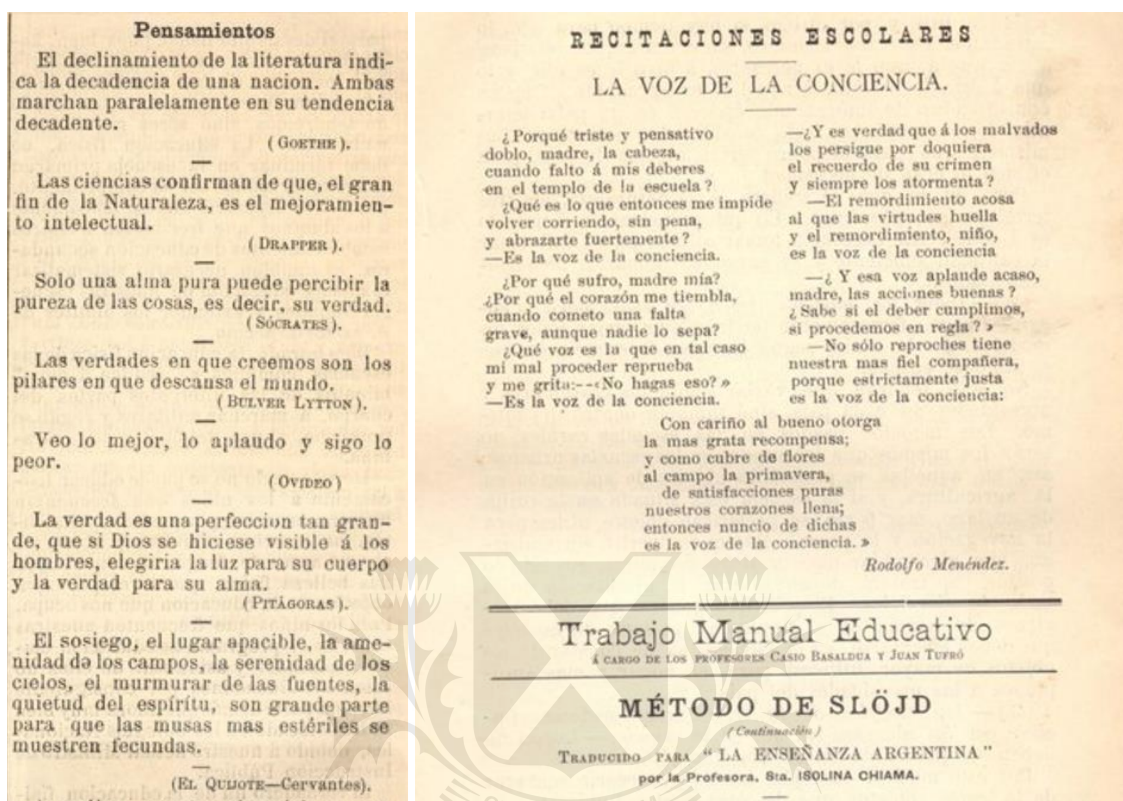 Pensamientos
El declinamiento de la literatura indi-
ca la decadencia de una nacion. Ambas
marchan paralelamente en su tendencia
decadente.
(GOETHE).
Las ciencias confirman de que, el gran
fin de la Naturaleza, es el mejoramien-
to intelectual.
(DRAPPER).
Solo una alma pura puede percibir la
pureza de las cosas, es decir, su verdad.
(SÓCRATES).
Las verdades en que creemos son los
pilares en que descansa el mundo.
(BULVER LYTTON).
Veo lo mejor, lo aplaudo y sigo lo
peor.
(OVIDEO)
La verdad es una perfeccion tan gran-
de, que si Dios se hiciese visible á los
hombres, elegiria la luz para su cuerpo
y la verdad para su alma.
(PITÁGORAS).
El sosiego, el lugar apacible, la ame-
nidad de los campos, la serenidad de los
cielos, el murmurar de las fuentes, la
quietud del espíritu, son grande parte
para que las musas mas estériles se
muestren fecundas.
(EL QUIJOTE—Cervantes).
RECITACIONES ESCOLARES
LA VOZ DE LA CONCIENCIA.
¿Porqué triste y pensativo
doblo, madre, la cabeza,
cuando falto á mis deberes
en el templo de la escuela?
¿Qué es lo que entonces me impide
volver corriendo, sin pena,
y abrazarte fuertemente?
—Es la voz de la conciencia.
¿Por qué sufro, madre mía?
¿Por qué el corazón me tiembla,
cuando cometo una falta
grave, aunque nadie lo sepa?
¿Qué voz es la que en tal caso
mi mal proceder reprueba
y me grita:--«No hagas eso?»
—Es la voz de la conciencia.
—¿Y es verdad que á los malvados
los persigue por doquiera
el recuerdo de su crimen
y siempre los atormenta?
—El remordimiento acosa
al que las virtudes huella
y el remordimiento, niño,
es la voz de la conciencia
—¿Y esa voz aplaude acaso,
madre, las acciones buenas?
¿Sabe si el deber cumplimos,
si procedemos en regla?»
—No sólo reproches tiene
nuestra mas fiel compañera,
porque estrictamente justa
es la voz de la conciencia:
Con cariño al bueno otorga
la mas grata recompensa;
y como cubre de flores
al campo la primavera,
de satisfacciones puras
nuestros corazones llena;
entonces nuncio de dichas
es la voz de la conciencia.»
Rodolfo Menéndez.
Trabajo Manual Educativo
Á CARGO DE LOS PROFESORES CASIO BASALDUA Y JUAN TUFRÓ
MÉTODO DE SLÖJD
(Continuación)
TRADUCIDO PARA "LA ENSEÑANZA ARGENTINA"
por la Profesora, Sta. ISOLINA CHIAMA.